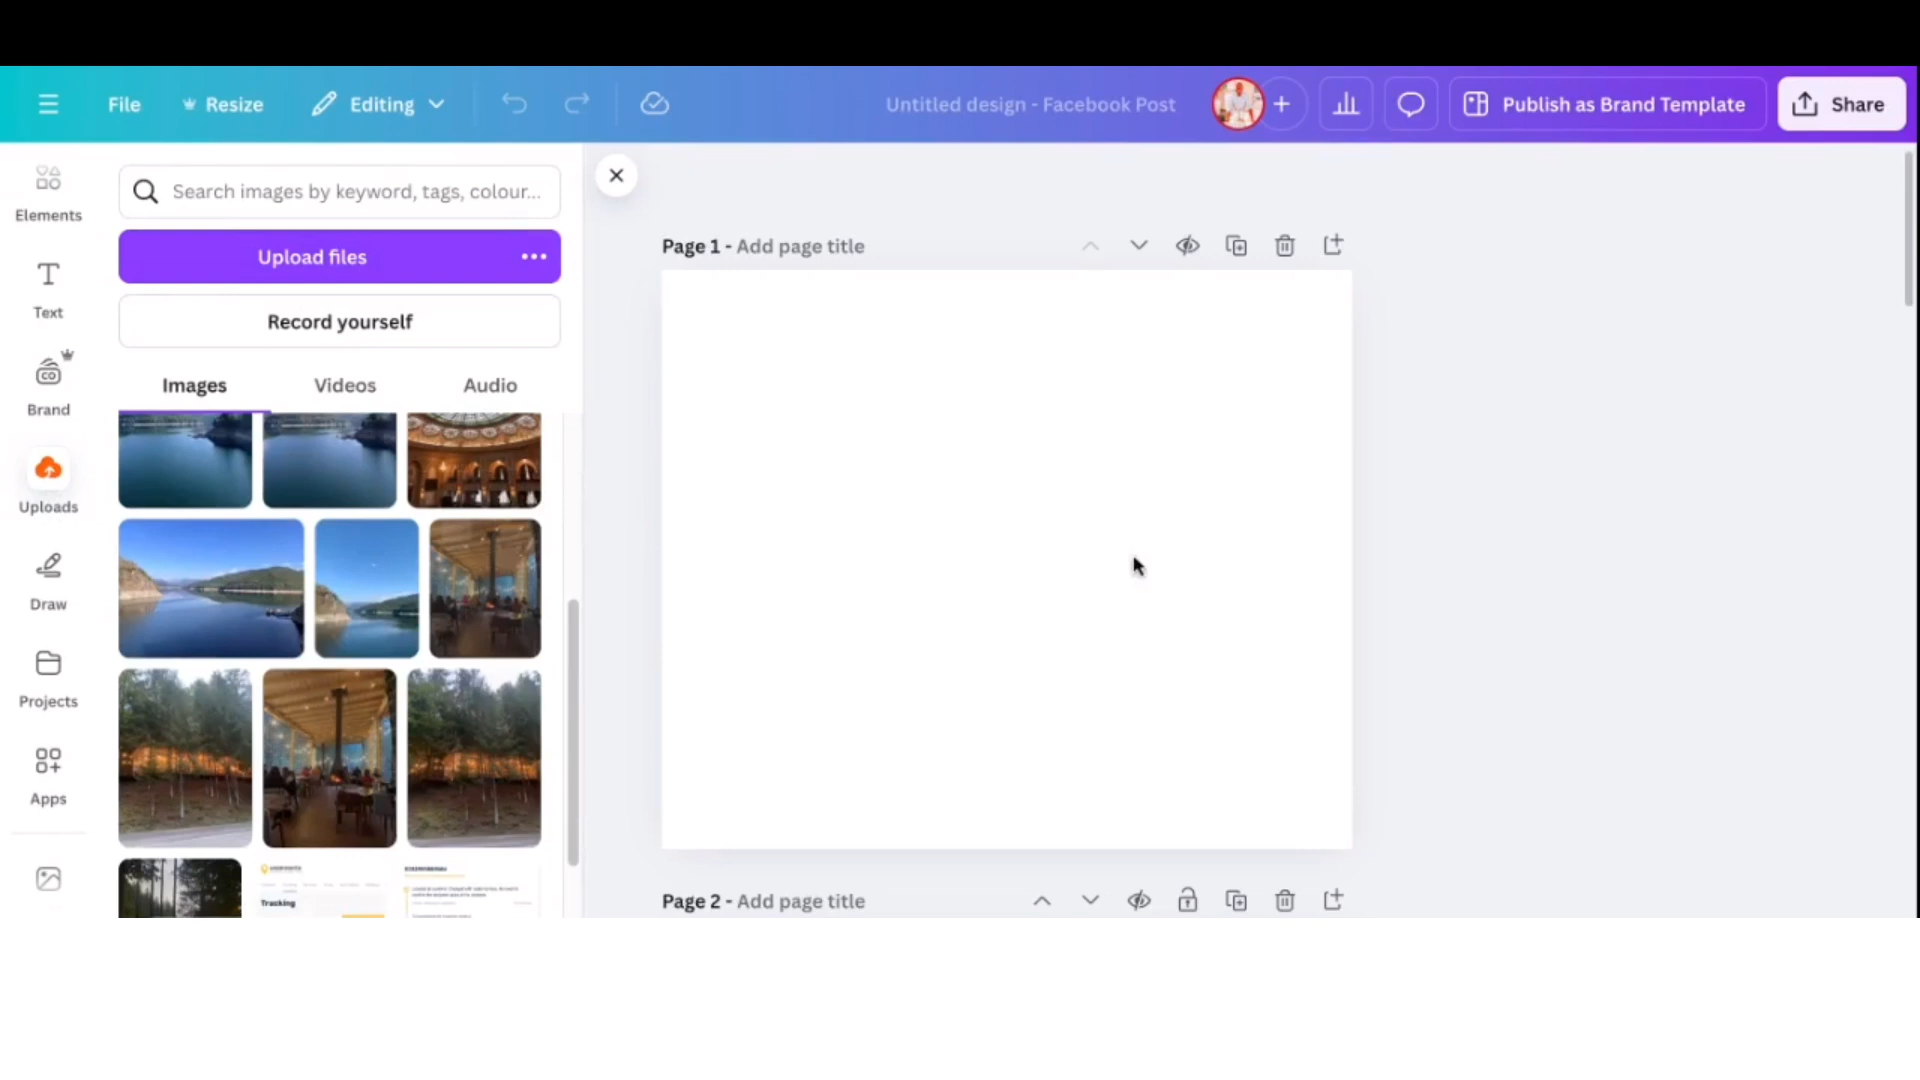 File
Resize
Editing
Untitled design - Facebook Post
Publish as Brand Template
Share
Elements
Text
Brand
CO
Uploads
Draw
Projects
Apps
Search images by keyword, tags, colour...
Upload files
Record yourself
Images
Videos
Audio
Tracking
Page 1 - Add page title
Page 2 - Add page title